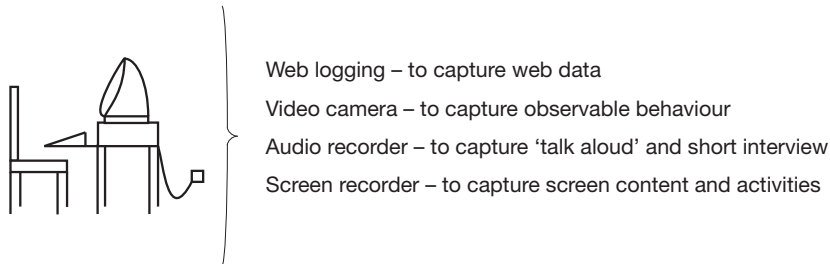 Web logging – to capture web data
Video camera – to capture observable behaviour
Audio recorder – to capture ‘talk aloud’ and short interview
Screen recorder – to capture screen content and activities